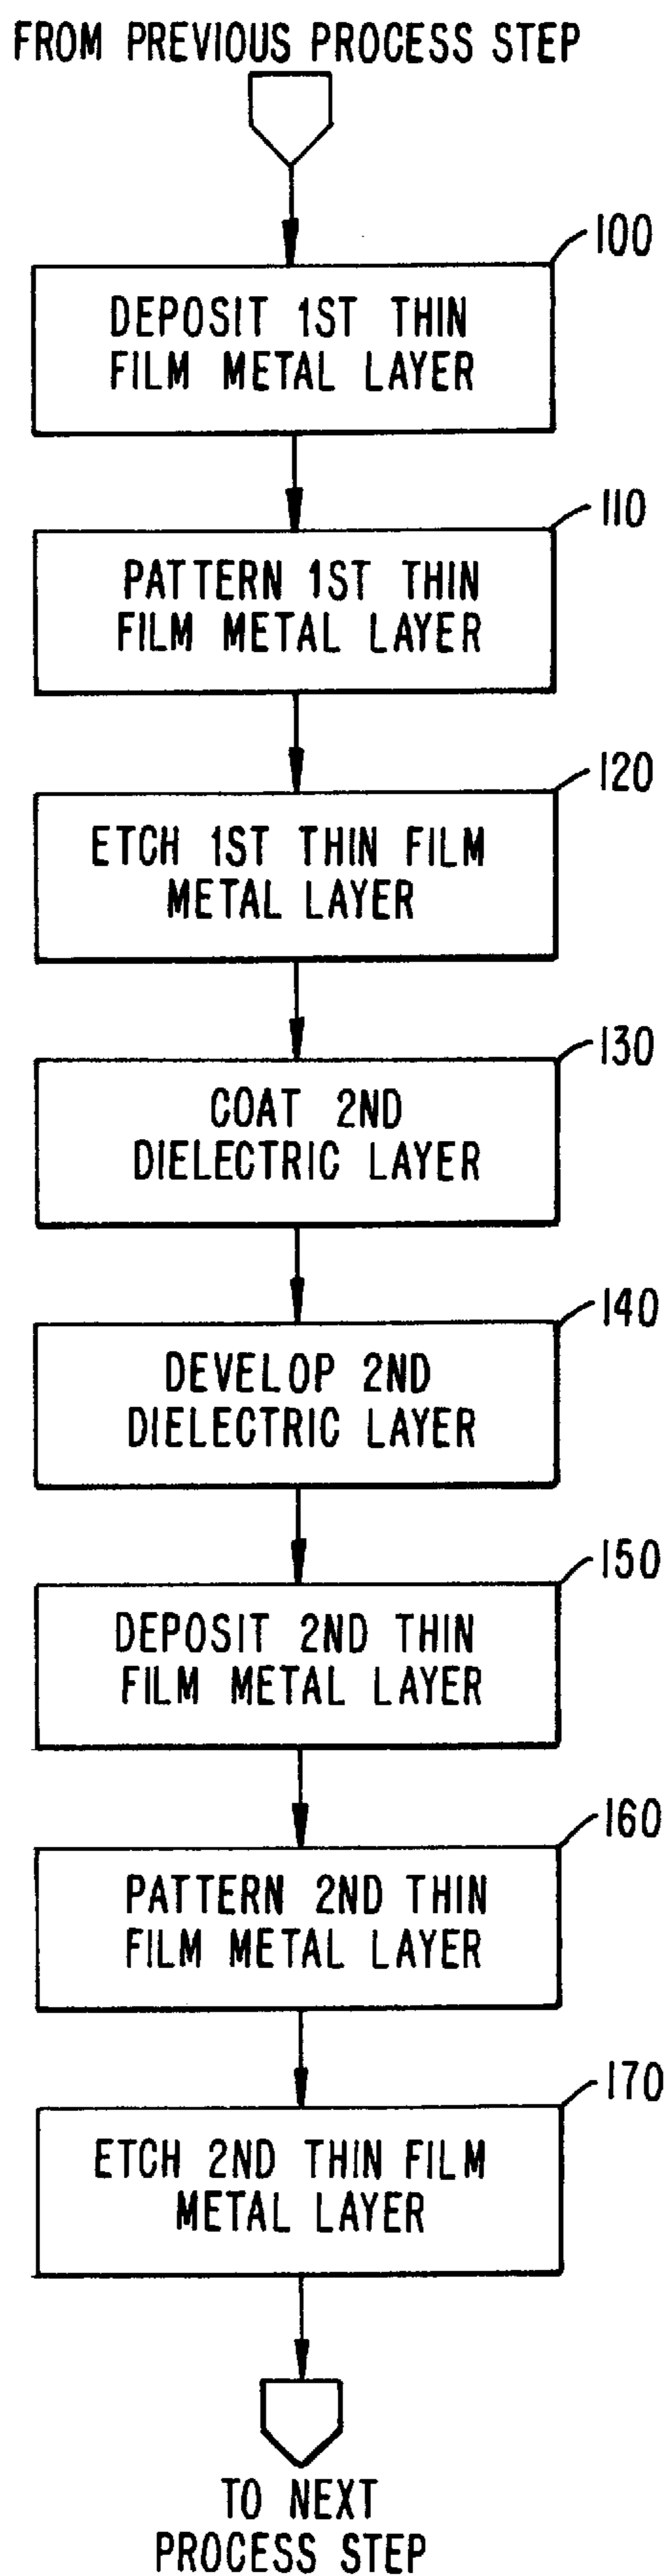 FROM PREVIOUS PROCESS STEP
100
DEPOSIT 1ST THIN
FILM METAL LAYER
110
PATTERN 1ST THIN
FILM METAL LAYER
120
ETCH 1ST THIN FILM
METAL LAYER
130
COAT 2ND
DIELECTRIC LAYER
140
DEVELOP 2ND
DIELECTRIC LAYER
150
DEPOSIT 2ND THIN
FILM METAL LAYER
160
PATTERN 2ND THIN
FILM METAL LAYER
170
ETCH 2ND THIN FILM
METAL LAYER
TO NEXT
PROCESS STEP